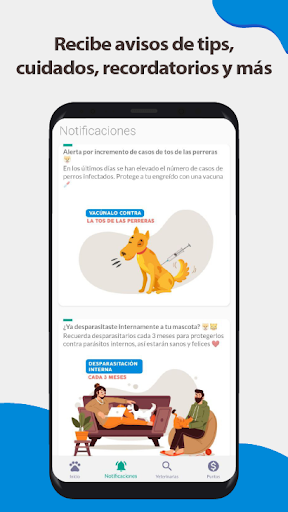 Recibe avisos de tips,
cuidados, recordatorios y más
Notificaciones
Alerta por incremento de casos de tos de las perreras
En los últimos días se han elevado el número de casos de
perros infectados. Protege a tu engreído con una vacuna
VACÚNALO CONTRA
LA TOS DE LAS PERRERAS
¿Ya desparasitaste internamente a tu mascota?
Recuerda desparasitarlos cada 3 meses para protegerlos
contra parásitos internos, así estarán sanos y felices
DESPARASITACIÓN
INTERNA
CADA 3 MESES
Inicio
Notificaciones
Veterinarias
Puntos